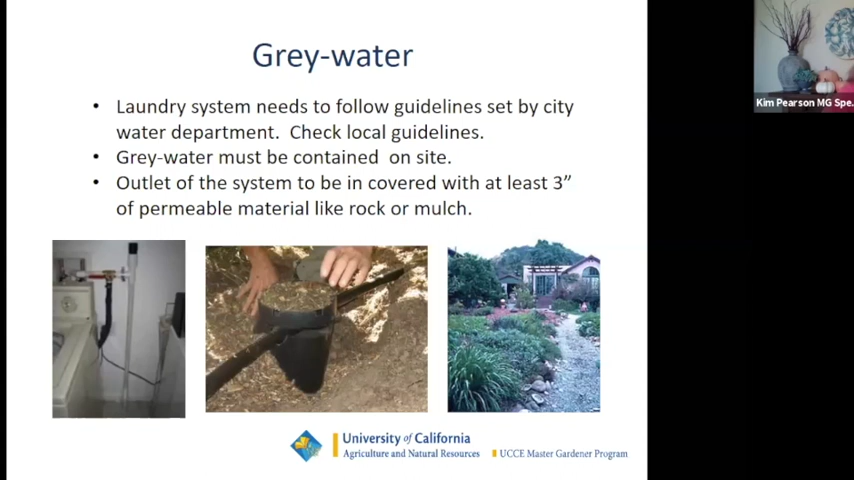 Grey-water
• Laundry system needs to follow guidelines set by city
water department. Check local guidelines.
• Grey-water must be contained on site.
• Outlet of the system to be in covered with at least 3”
of permeable material like rock or mulch.
University of California
Agriculture and Natural Resources
UCCE Master Gardener Program
Kim Pearson MG Spe...